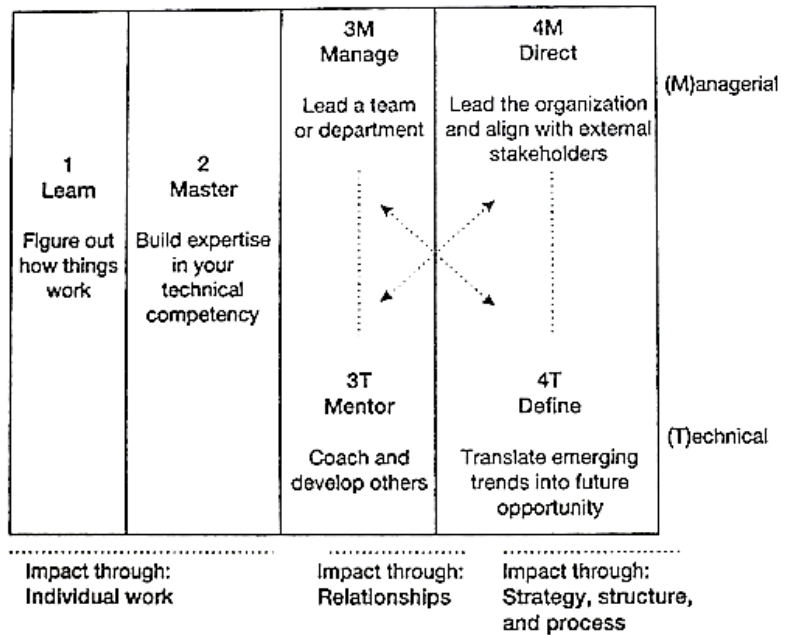 1
Learn
Figure out
how things
work
2
Master
Build expertise
in your
technical
competency
3M
Manage
Lead a team
or department
4M
Direct
Lead the organization
and align with external
stakeholders
(M)anagerial
3T
Mentor
Coach and
develop others
4T
Define
Translate emerging
trends into future
opportunity
(T)echnical
Impact through:
Individual work
Impact through:
Relationships
Impact through:
Strategy, structure,
and process